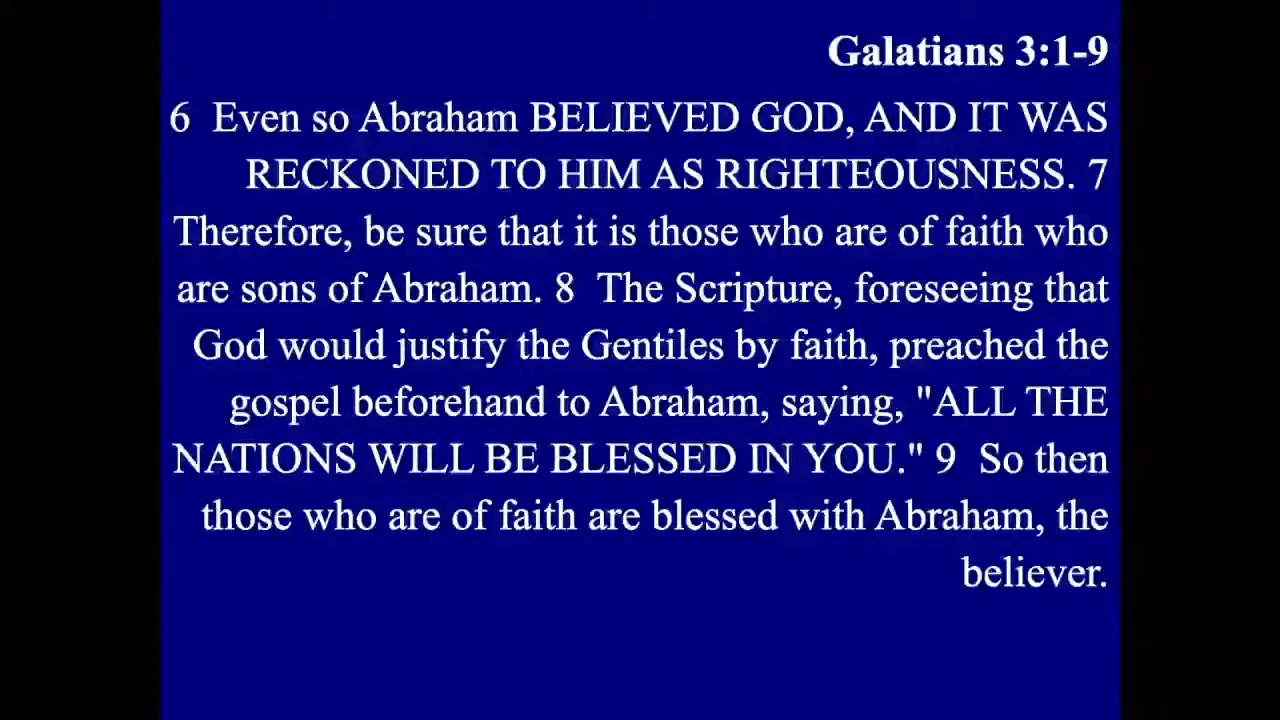 Galatians 3:1-9
6 Even so Abraham BELIEVED GOD, AND IT WAS
RECKONED TO HIM AS RIGHTEOUSNESS. 7
Therefore, be sure that it is those who are of faith who
are sons of Abraham. 8 The Scripture, foreseeing that
God would justify the Gentiles by faith, preached the
gospel beforehand to Abraham, saying, "ALL THE
NATIONS WILL BE BLESSED IN YOU." 9 So then
those who are of faith are blessed with Abraham, the
believer.